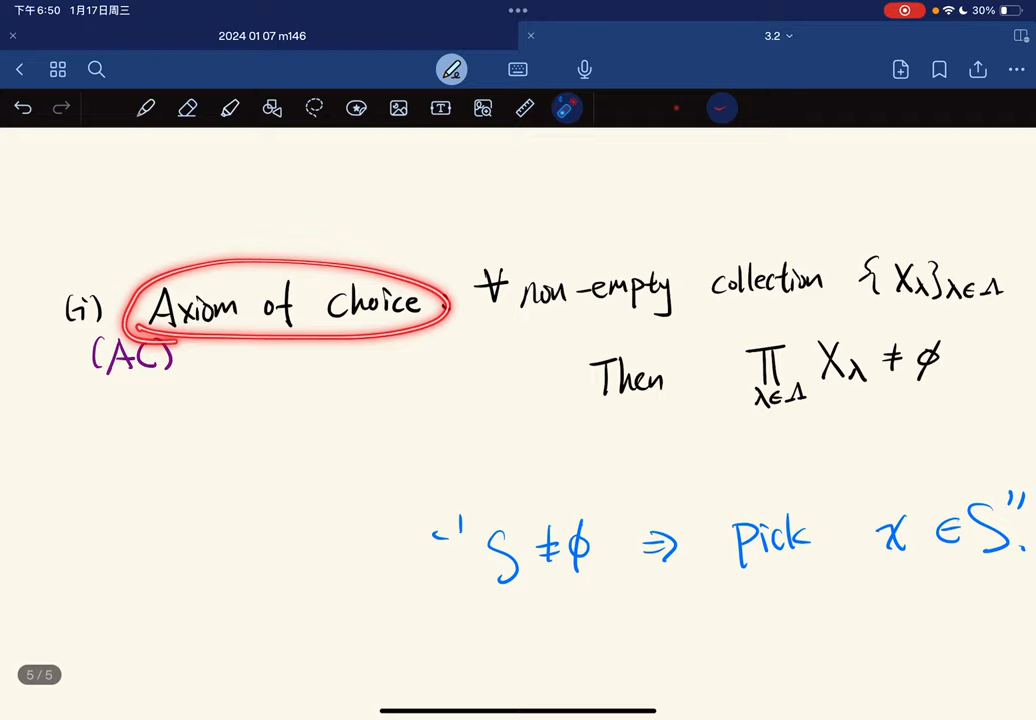 下午6:50 1月17日周三 30%
2024 01 07 m146 3.2
(ii) Axiom of choice. ∀ non-empty collection {Xλ}λ∈Λ
(AC) Then ∏λ∈Λ Xλ ≠ ϕ
"S ≠ ϕ ⇒ pick x ∈ S".
5 / 5